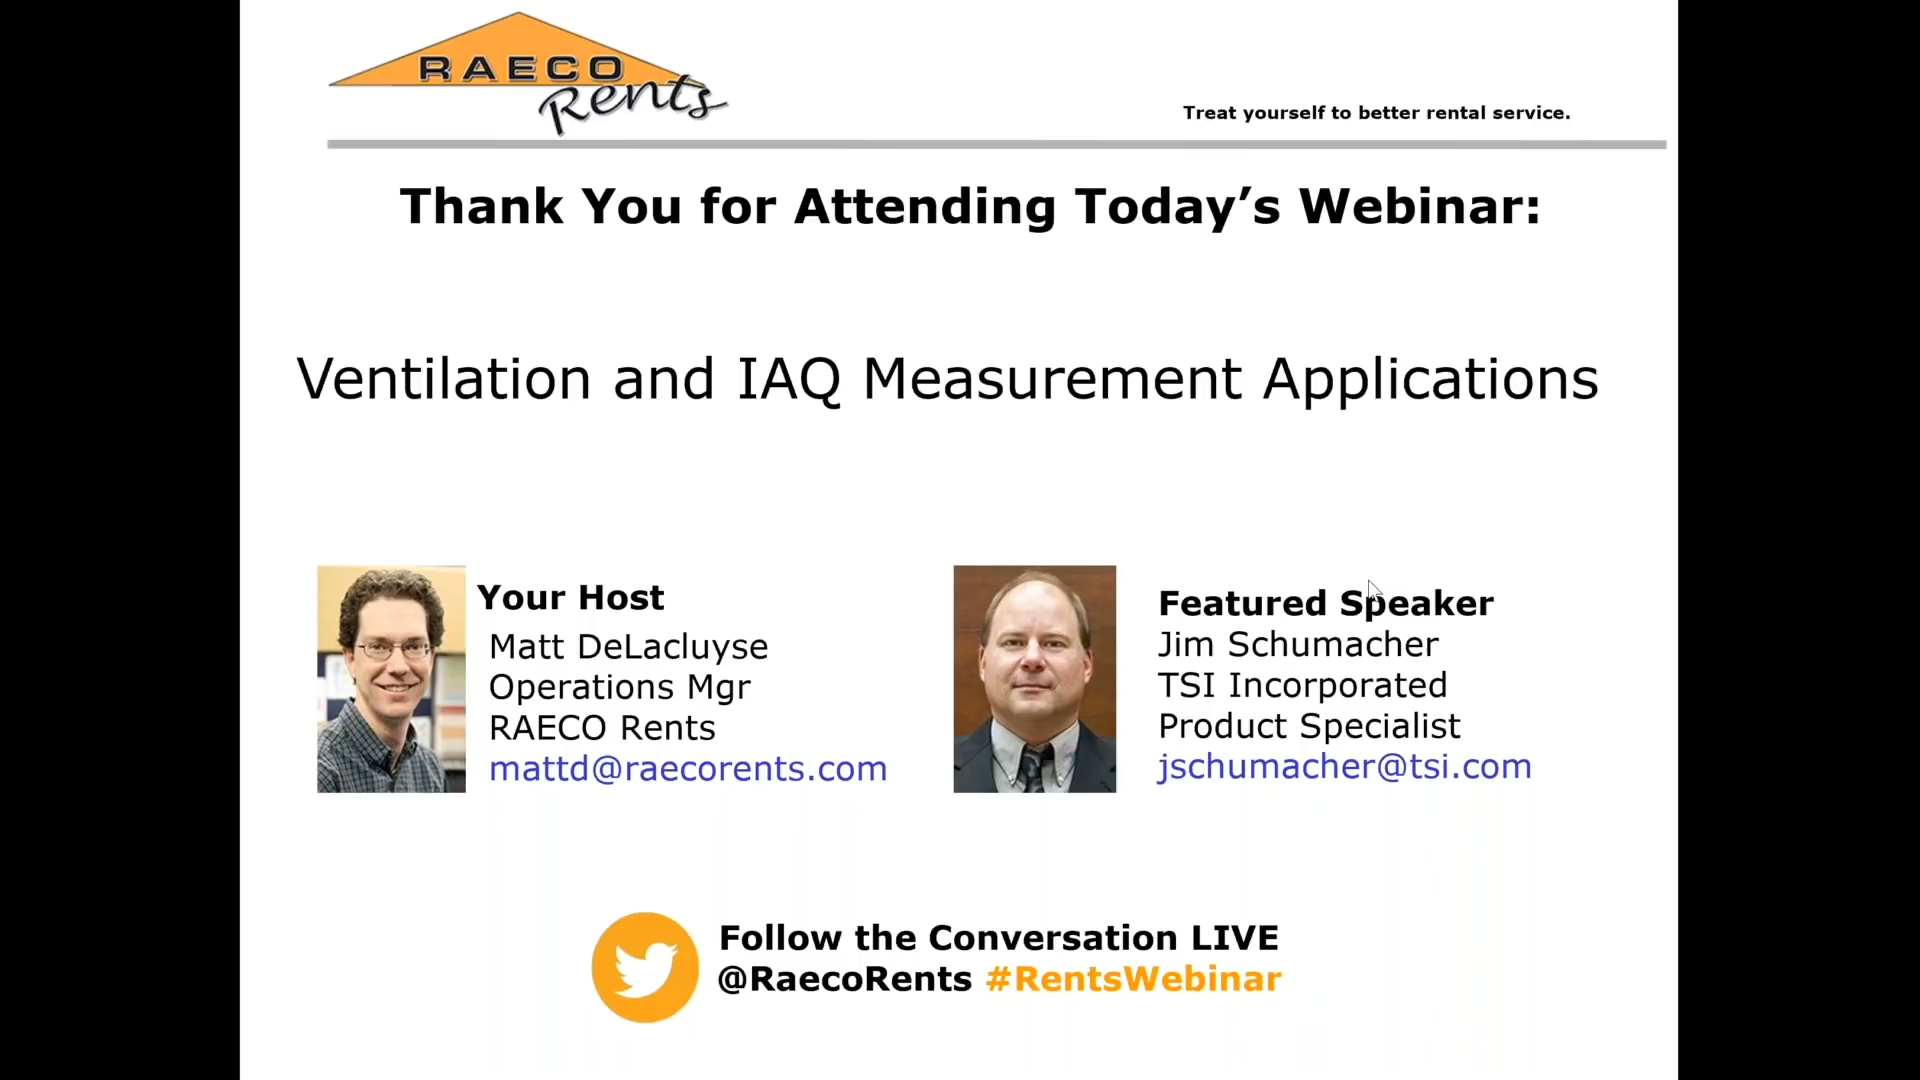 RAECO
Rents
Treat yourself to better rental service.
Thank You for Attending Today’s Webinar:
Ventilation and IAQ Measurement Applications
Your Host
Matt DeLacluyse
Operations Mgr
RAECO Rents
mattd@raecorents.com
Featured Speaker
Jim Schumacher
TSI Incorporated
Product Specialist
jschumacher@tsi.com
Follow the Conversation LIVE
@RaecoRents #RentsWebinar